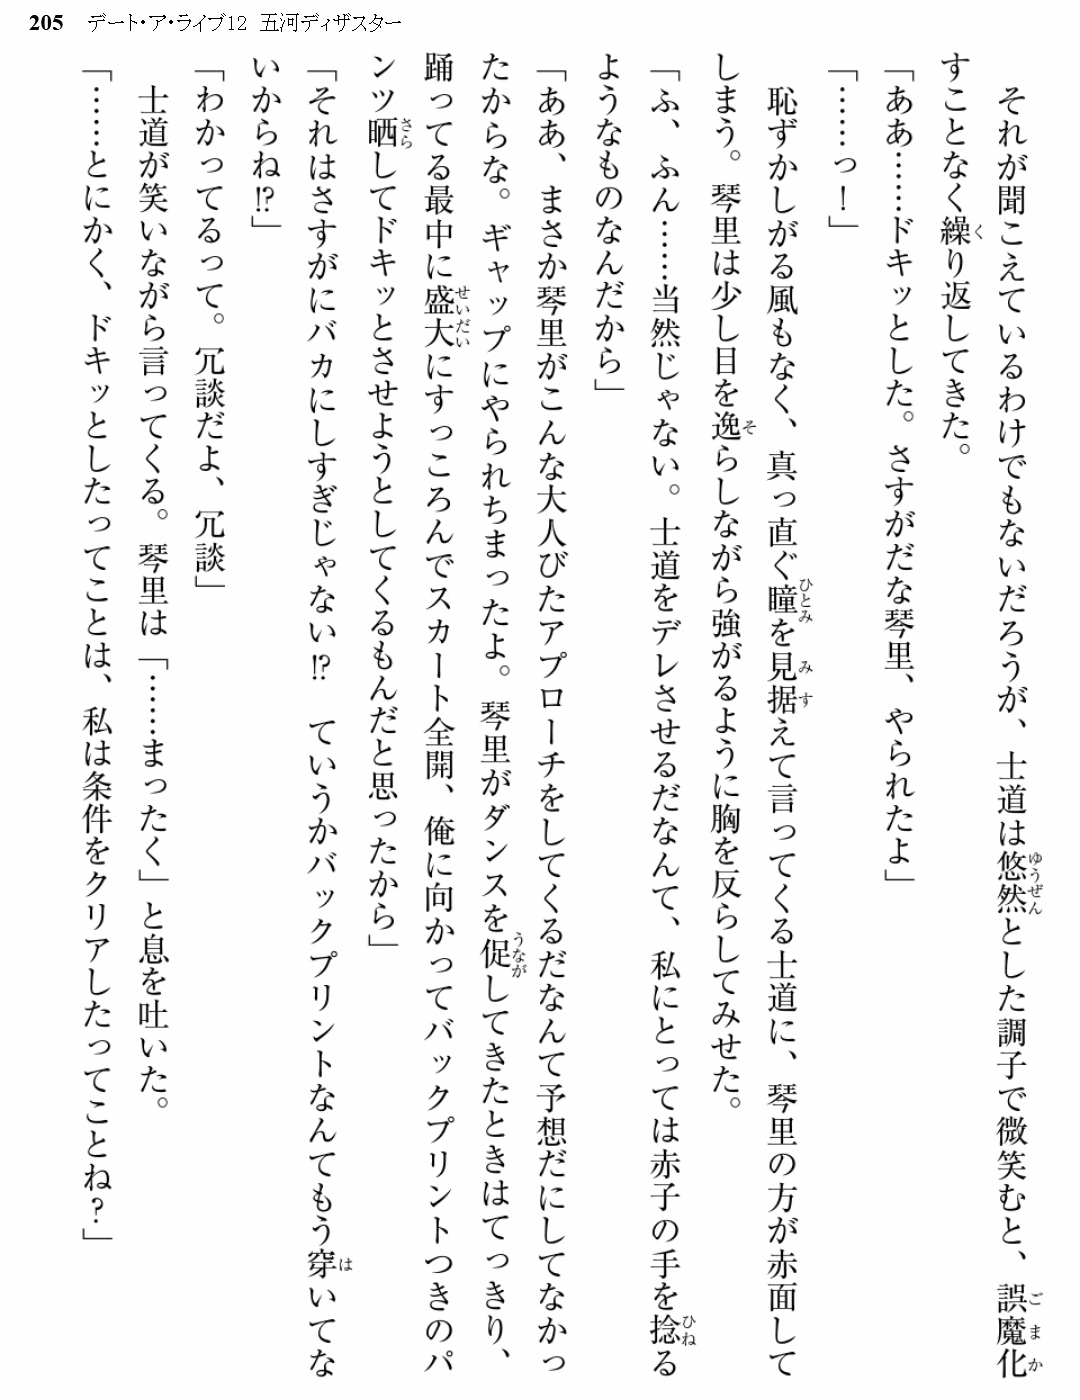 205 デート・ア・ライブ12 五河ディザスター
　それが聞こえているわけでもないだろうが、士道は悠然とした調子で微笑むと、誤魔化
すことなく繰り返してきた。
「ああ……ドキッとした。さすがだな琴里、やられたよ」
「……っ！」
　恥ずかしがる風もなく、真っ直ぐ瞳を見据えて言ってくる士道に、琴里の方が赤面して
しまう。琴里は少し目を逸らしながら強がるように胸を反らしてみせた。
「ふ、ふん……当然じゃない。士道をデレさせるだなんて、私にとっては赤子の手を捻る
ようなものなんだから」
「ああ、まさか琴里がこんな大人びたアプローチをしてくるだなんて予想だにしてなかっ
たからな。ギャップにやられちまったよ。琴里がダンスを促してきたときはてっきり、
踊ってる最中に盛大にすっころんでスカート全開、俺に向かってバックプリントつきのパ
ンツ晒してドキッとさせようとしてくるもんだと思ったから」
「それはさすがにバカにしすぎじゃない!?　ていうかバックプリントなんてもう穿いてな
いからね!?」
「わかってるって。冗談だよ、冗談」
　士道が笑いながら言ってくる。琴里は「……まったく」と息を吐いた。
「……とにかく、ドキッとしたってことは、私は条件をクリアしたってことね？」